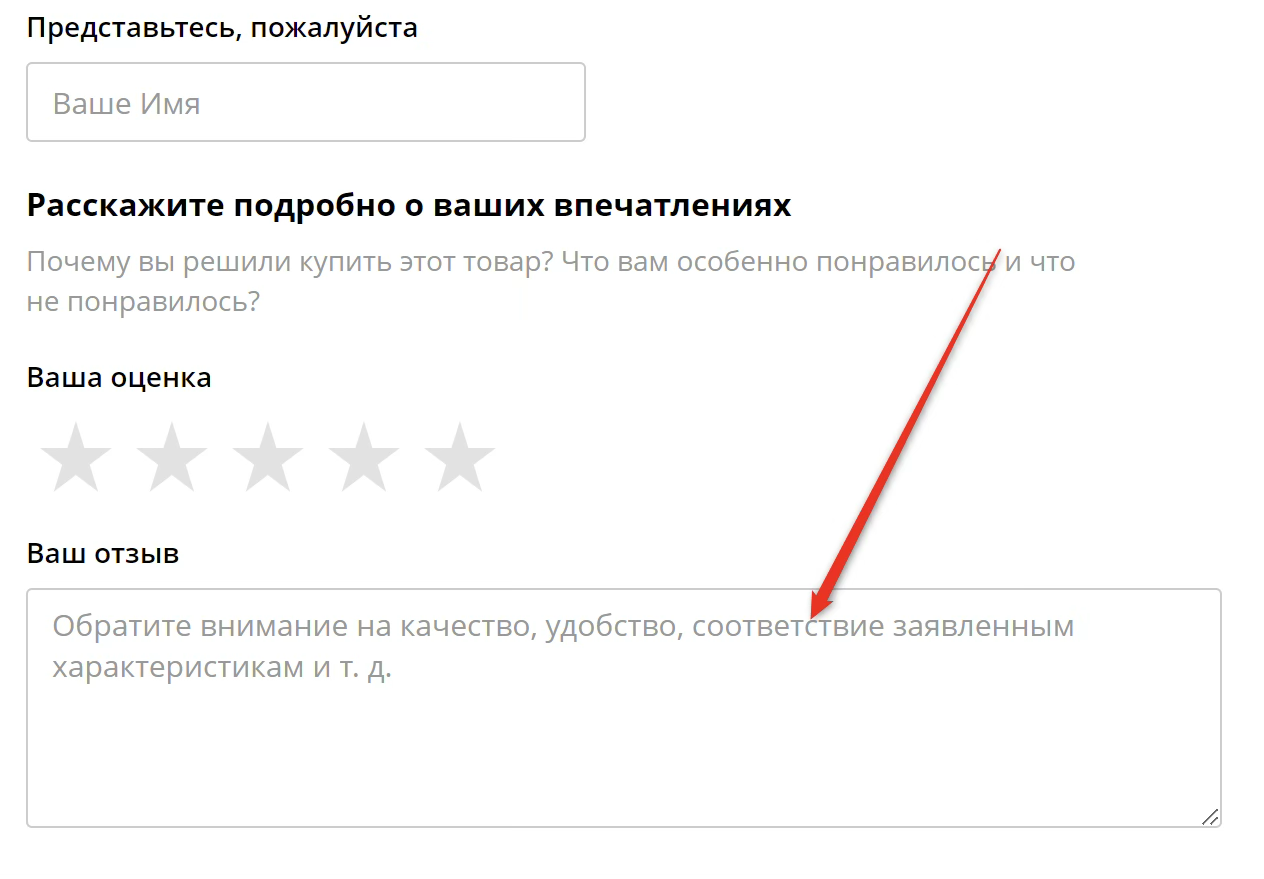 Представьтесь, пожалуйста
Ваше Имя
Расскажите подробно о ваших впечатлениях
Почему вы решили купить этот товар? Что вам особенно понравилось и что
не понравилось?
Ваша оценка
Ваш отзыв
Обратите внимание на качество, удобство, соответствие заявленным
характеристикам и т. д.